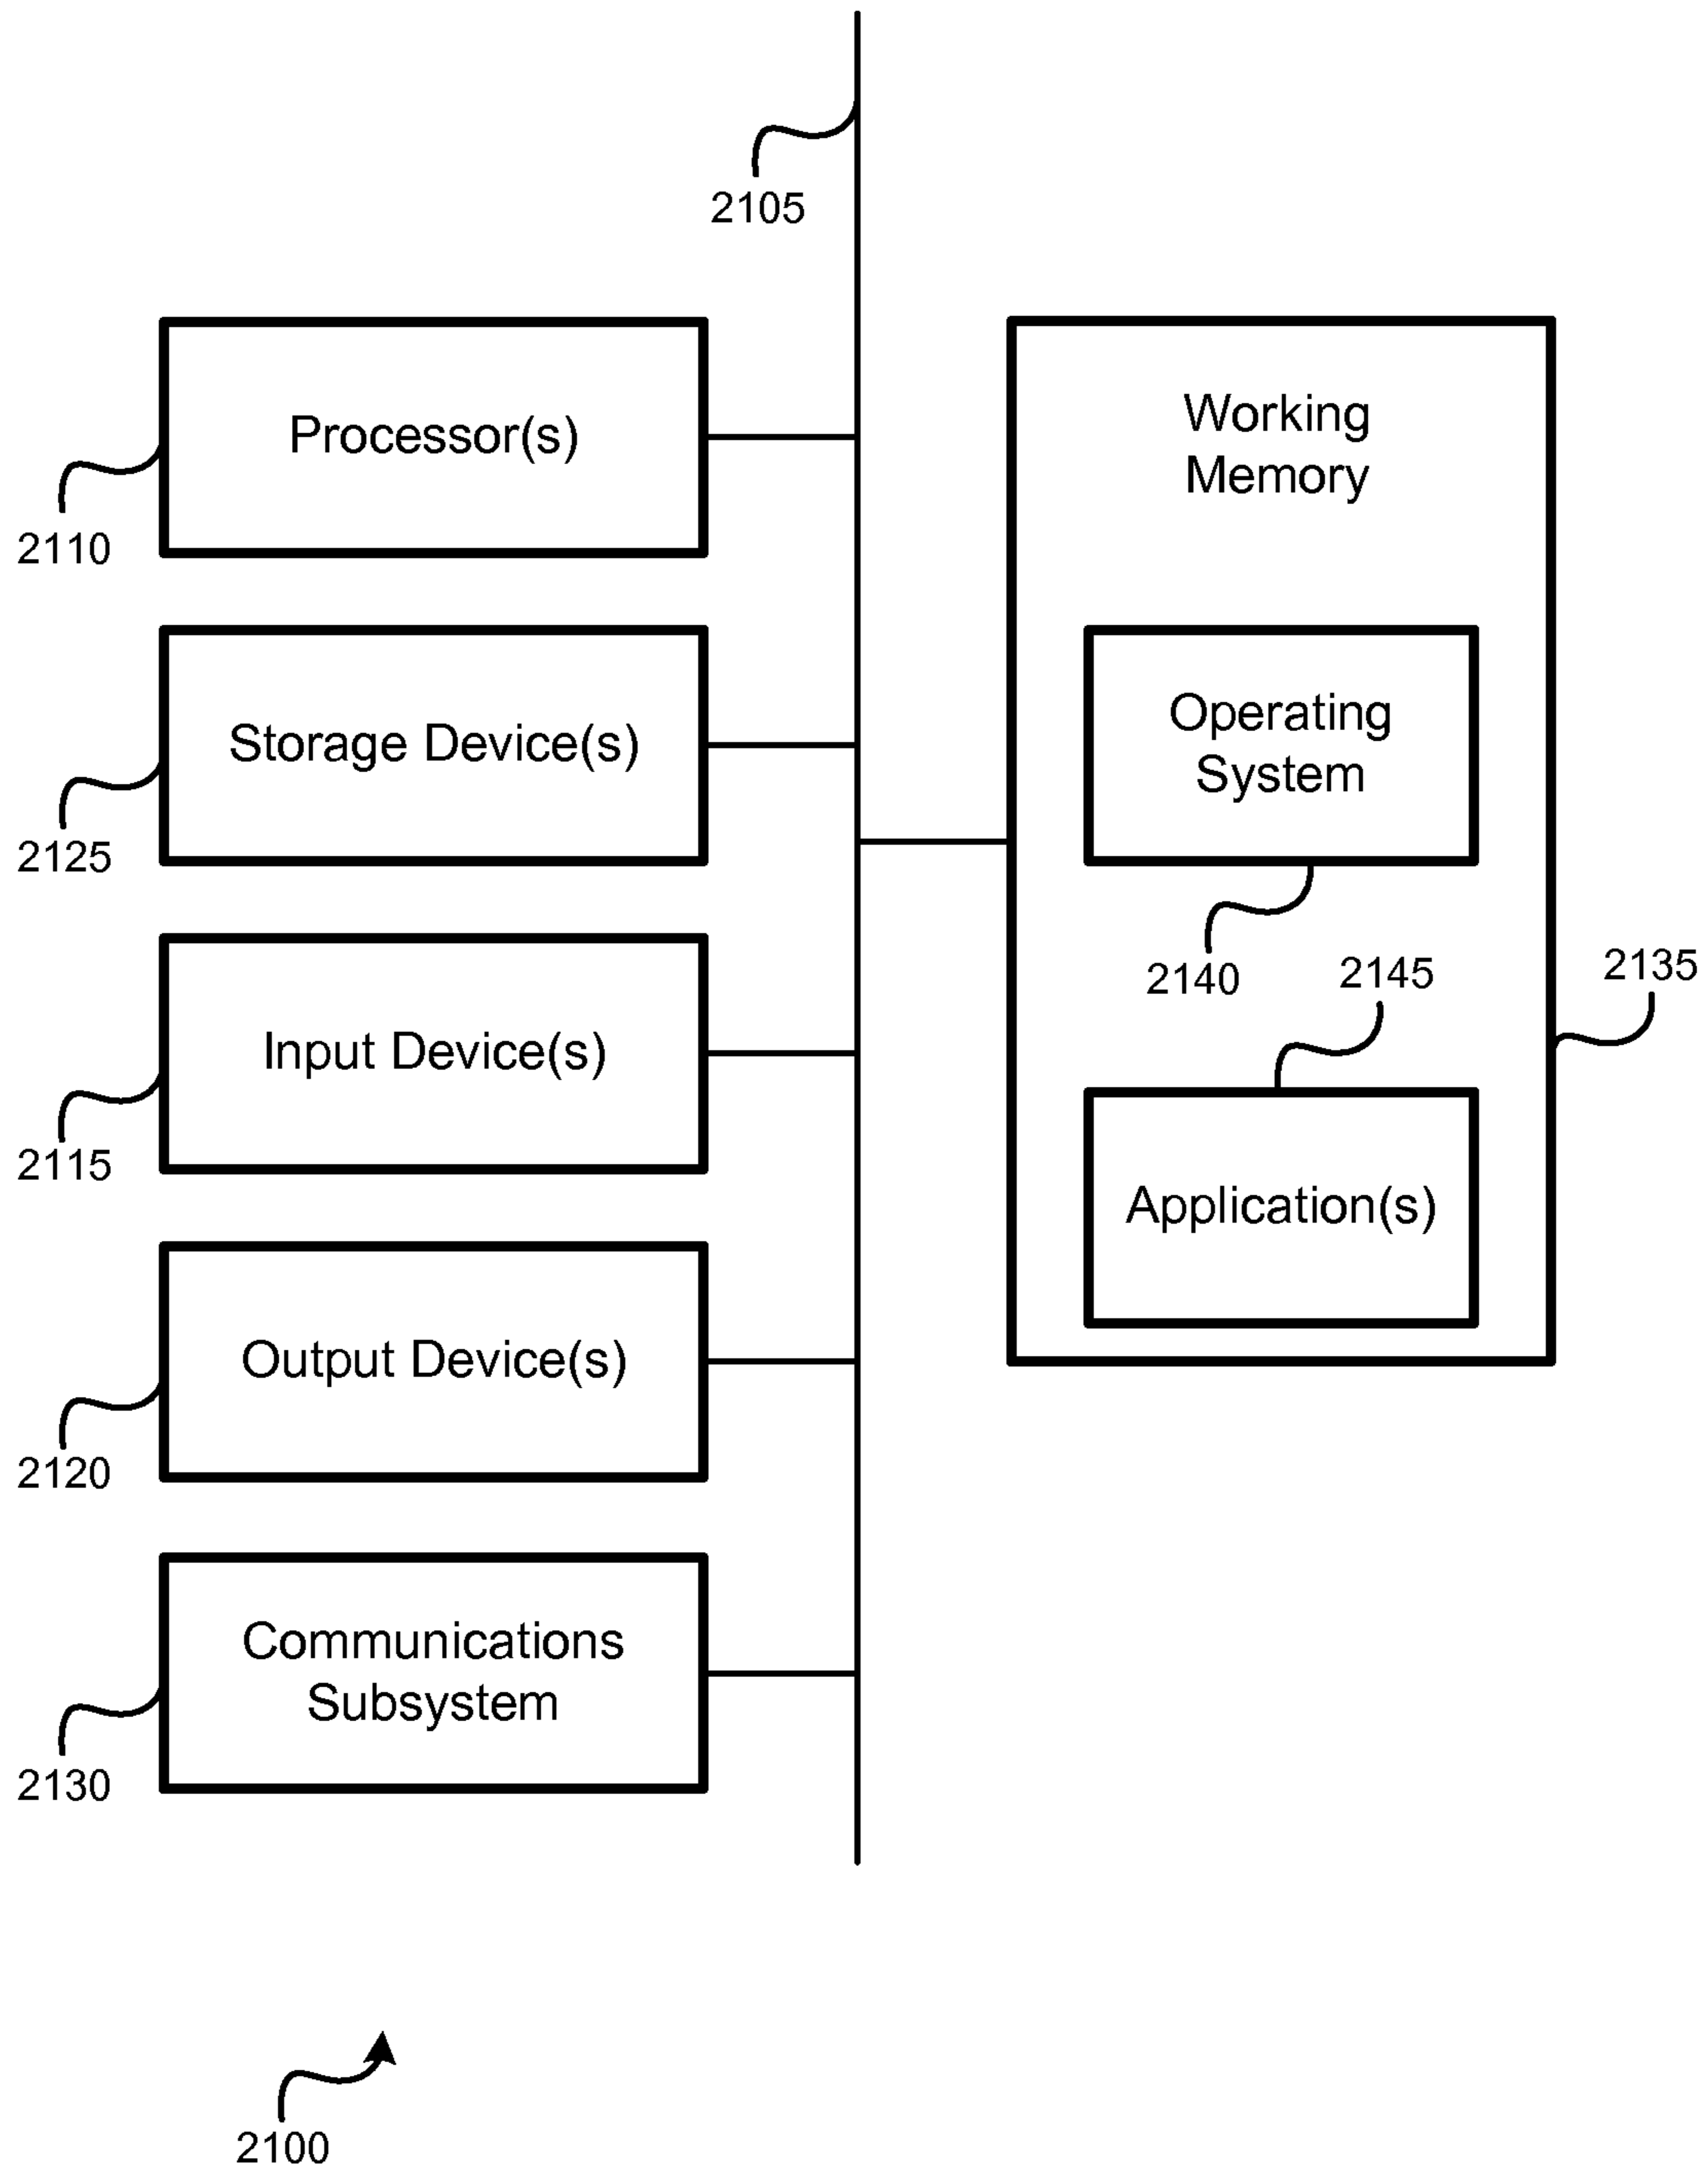 2105
Processor(s)
2110
Storage Device(s)
2125
Input Device(s)
2115
Output Device(s)
2120
Communications
Subsystem
2130
Working
Memory
Operating
System
2140
2145
2135
Application(s)
2100